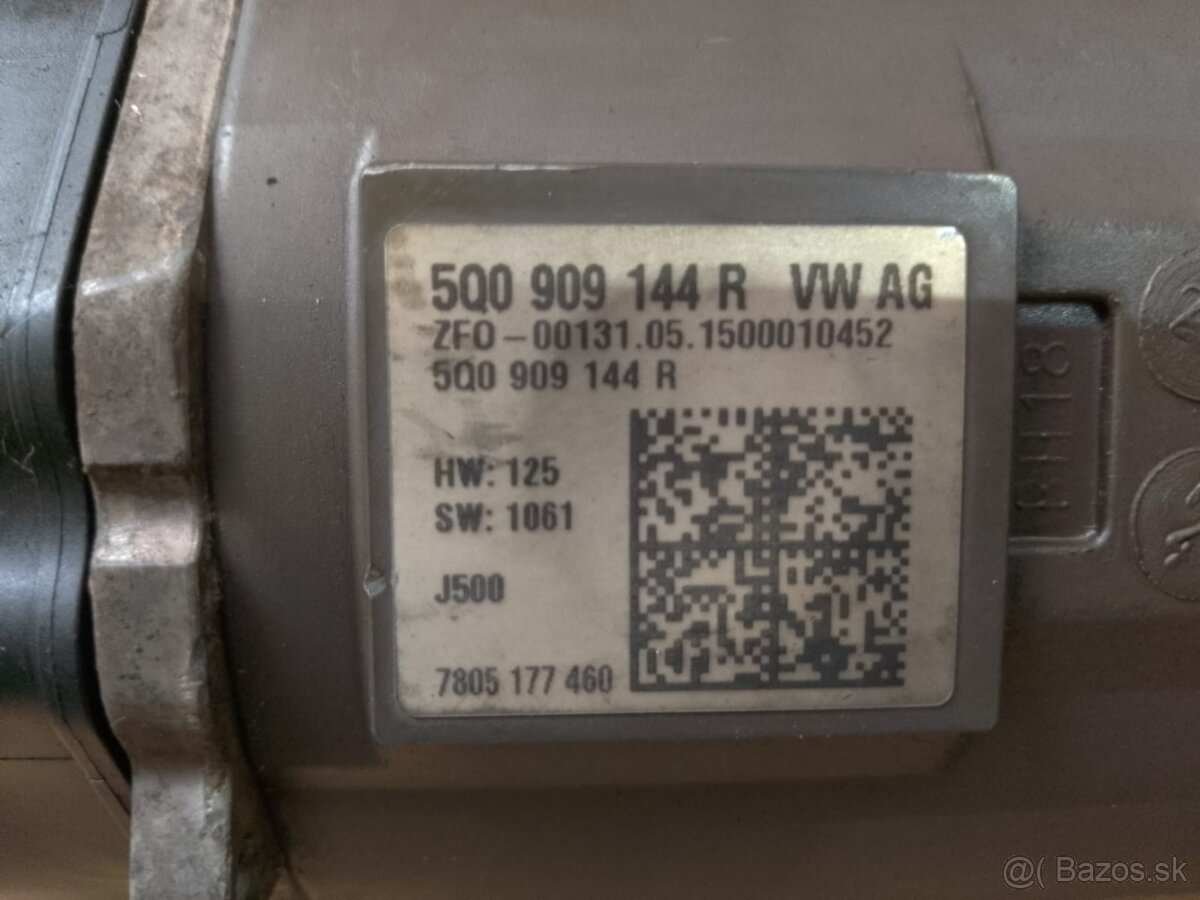 5Q0 909 144 R VW AG
ZFO-00131.05.1500010452
5Q0 909 144 R
HW: 125
SW: 1061
J500
7805 177 460
@( Bazos.sk